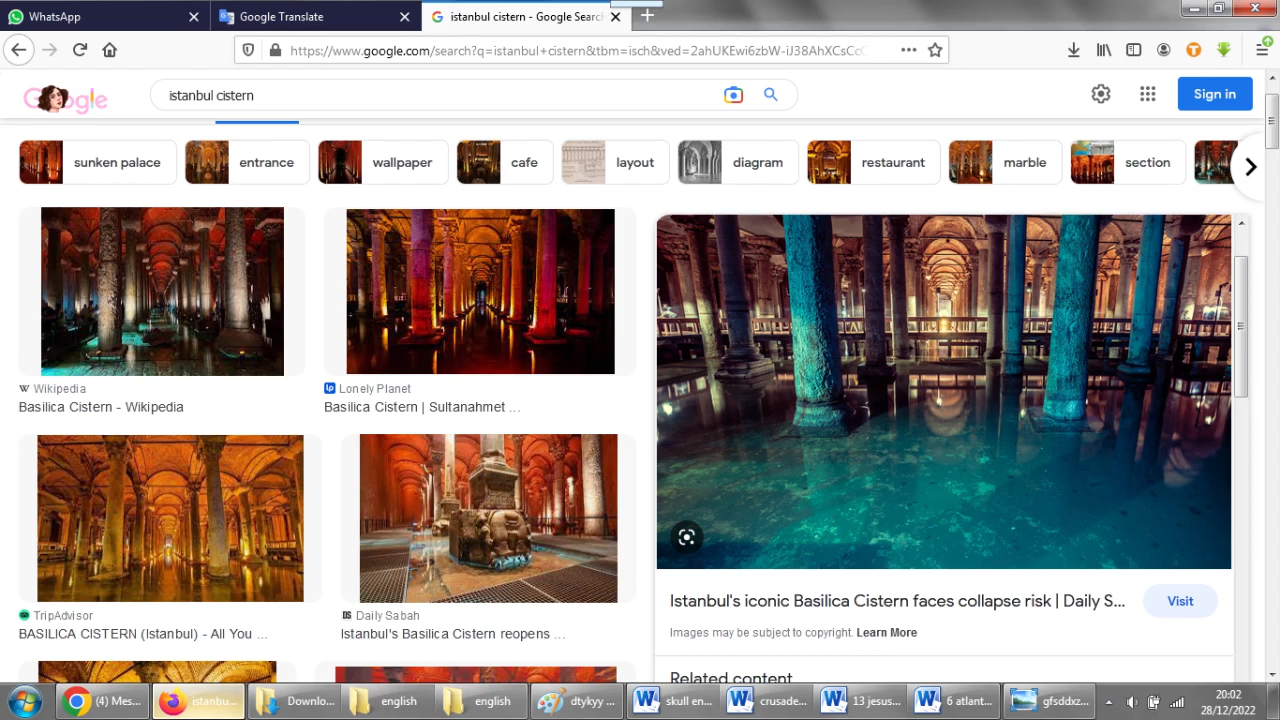 WhatsApp
Google Translate
istanbul cistern - Google Searc
https://www.google.com/search?q=istanbul+cistern&tbm=isch&ved=2ahUKEwi6zbW-iJ38AhXCsCcC
Google
istanbul cistern
Sign in
sunken palace
entrance
wallpaper
cafe
layout
diagram
restaurant
marble
section
W Wikipedia
Basilica Cistern - Wikipedia
lp Lonely Planet
Basilica Cistern | Sultanahmet ...
TripAdvisor
BASILICA CISTERN (Istanbul) - All You ...
DS Daily Sabah
Istanbul's Basilica Cistern reopens ...
Istanbul's iconic Basilica Cistern faces collapse risk | Daily S...
Visit
Images may be subject to copyright. Learn More
Related content
(4) Mes...
istanbu...
Downlo...
english
english
dtykyy ...
skull en...
crusade...
13 jesus...
6 atlant...
gfsddxz...
20:02
28/12/2022